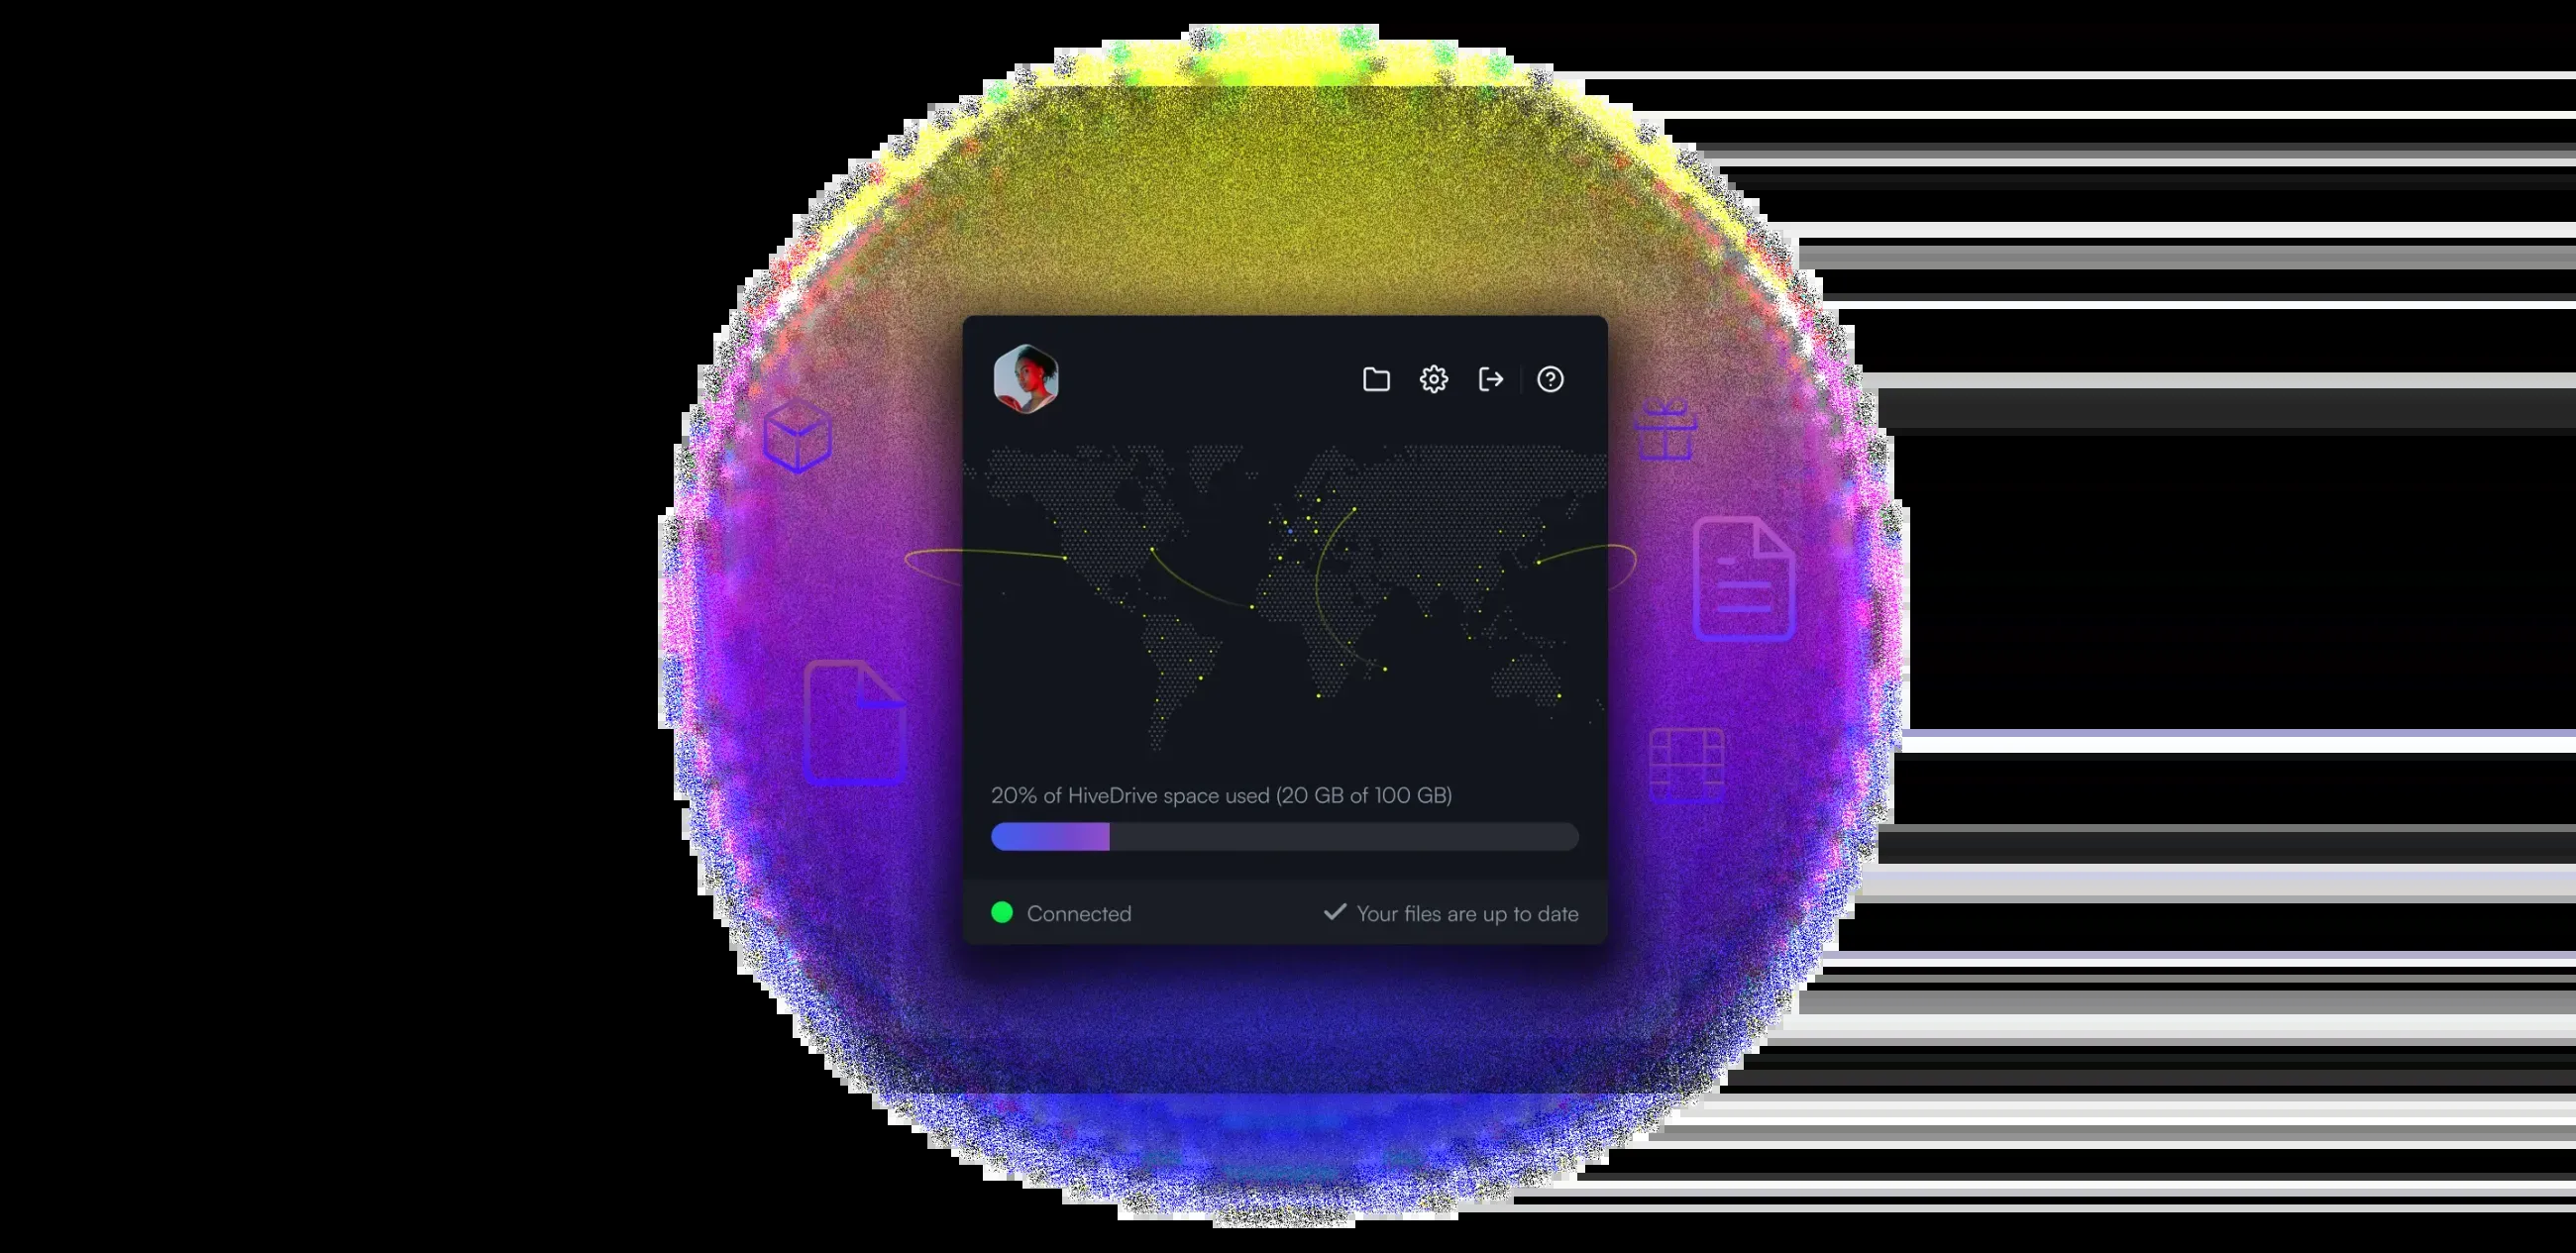 20% of HiveDrive space used (20 GB of 100 GB)
Connected
Your files are up to date